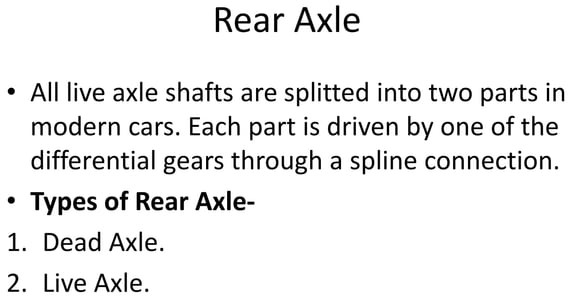 Rear Axle
• All live axle shafts are splitted into two parts in
modern cars. Each part is driven by one of the
differential gears through a spline connection.
• Types of Rear Axle-
1. Dead Axle.
2. Live Axle.